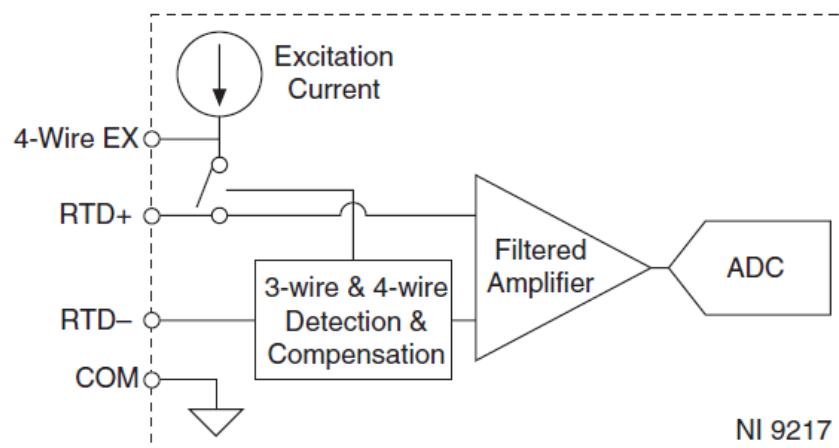 Excitation
Current
4-Wire EX
RTD+
RTD–
COM
3-wire & 4-wire
Detection &
Compensation
Filtered
Amplifier
ADC
NI 9217